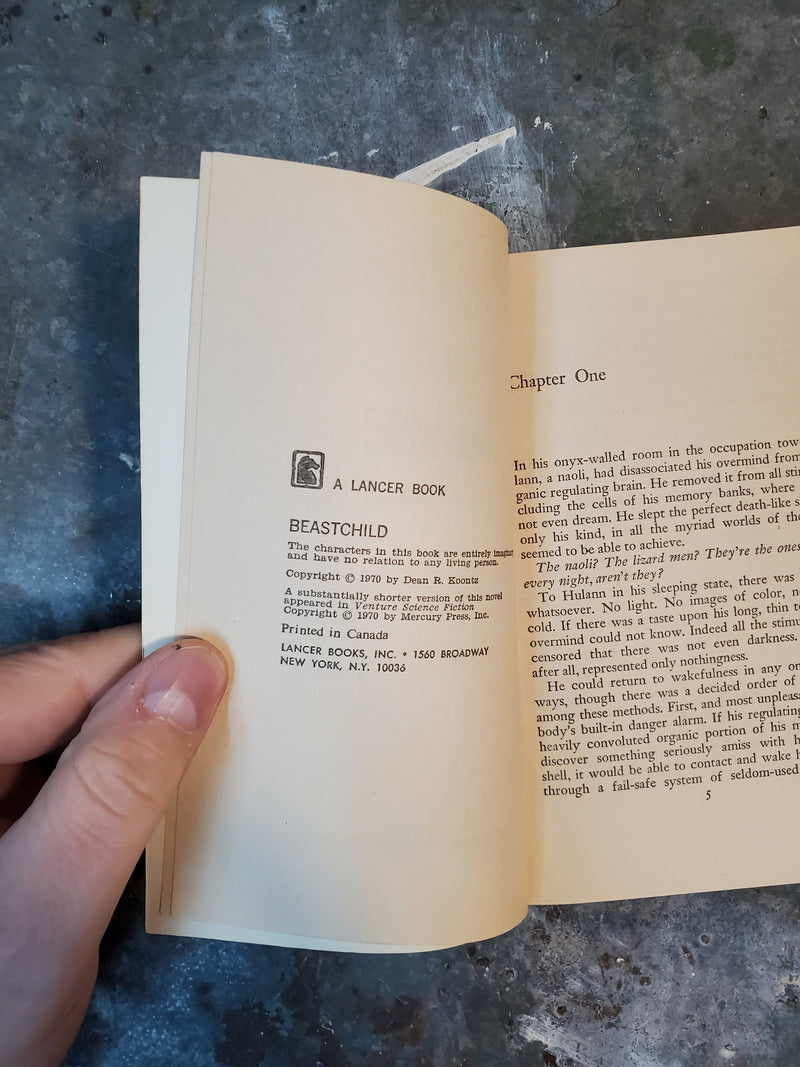 A LANCER BOOK
BEASTCHILD
The characters in this book are entirely
and have no relation to any living person.
Copyright © 1970 by Dean R. Koontz
A substantially shorter version of this novel
appeared in Venture Science Fiction
Copyright © 1970 by Mercury Press, Inc.
Printed in Canada
LANCER BOOKS, INC. • 1560 BROADWAY
NEW YORK, N.Y. 10036
Chapter One
In his onyx-walled room in the occupation tow
lann, a naoli, had disassociated his overmind from
ganic regulating brain. He removed it from all
cluding the cells of his memory banks, where
not even dream. He slept the perfect death-like s
only his kind, in all the myriad worlds of the
seemed to be able to achieve.
The naoli? The lizard men? They're the ones
every night, aren't they?
To Hulann in his sleeping state, there was
whatsoever. No light. No images of color,
cold. If there was a taste upon his long, thin
overmind could not know. Indeed all the stimu
censored that there was not even darkness.
after all, represented only nothingness.
He could return to wakefulness in any
ways, though there was a decided order of
among these methods. First, and most unpleas
body's built-in danger alarm. If his regulating
heavily convoluted organic portion of his
discover something seriously amiss with
shell, it would be able to contact and wake
through a fail-safe system of seldom-used
5